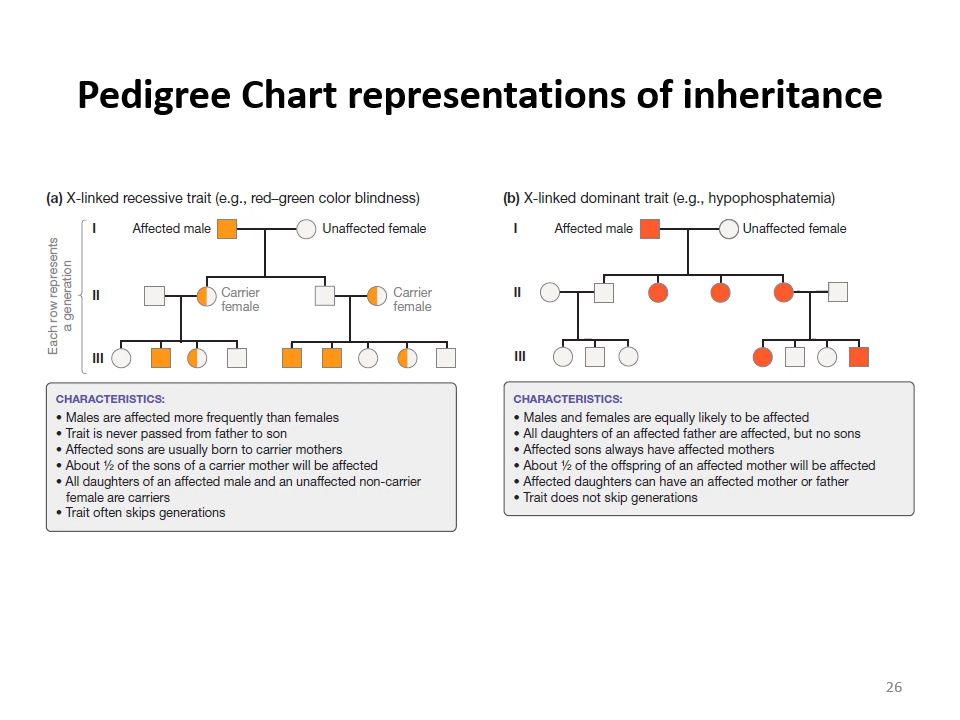 Pedigree Chart representations of inheritance
(a) X-linked recessive trait (e.g., red–green color blindness)
Each row represents
a generation
I
Affected male
Unaffected female
II
Carrier
female
Carrier
female
III
CHARACTERISTICS:
• Males are affected more frequently than females
• Trait is never passed from father to son
• Affected sons are usually born to carrier mothers
• About ½ of the sons of a carrier mother will be affected
• All daughters of an affected male and an unaffected non-carrier
female are carriers
• Trait often skips generations
(b) X-linked dominant trait (e.g., hypophosphatemia)
I
Affected male
Unaffected female
II
III
CHARACTERISTICS:
• Males and females are equally likely to be affected
• All daughters of an affected father are affected, but no sons
• Affected sons always have affected mothers
• About ½ of the offspring of an affected mother will be affected
• Affected daughters can have an affected mother or father
• Trait does not skip generations
26